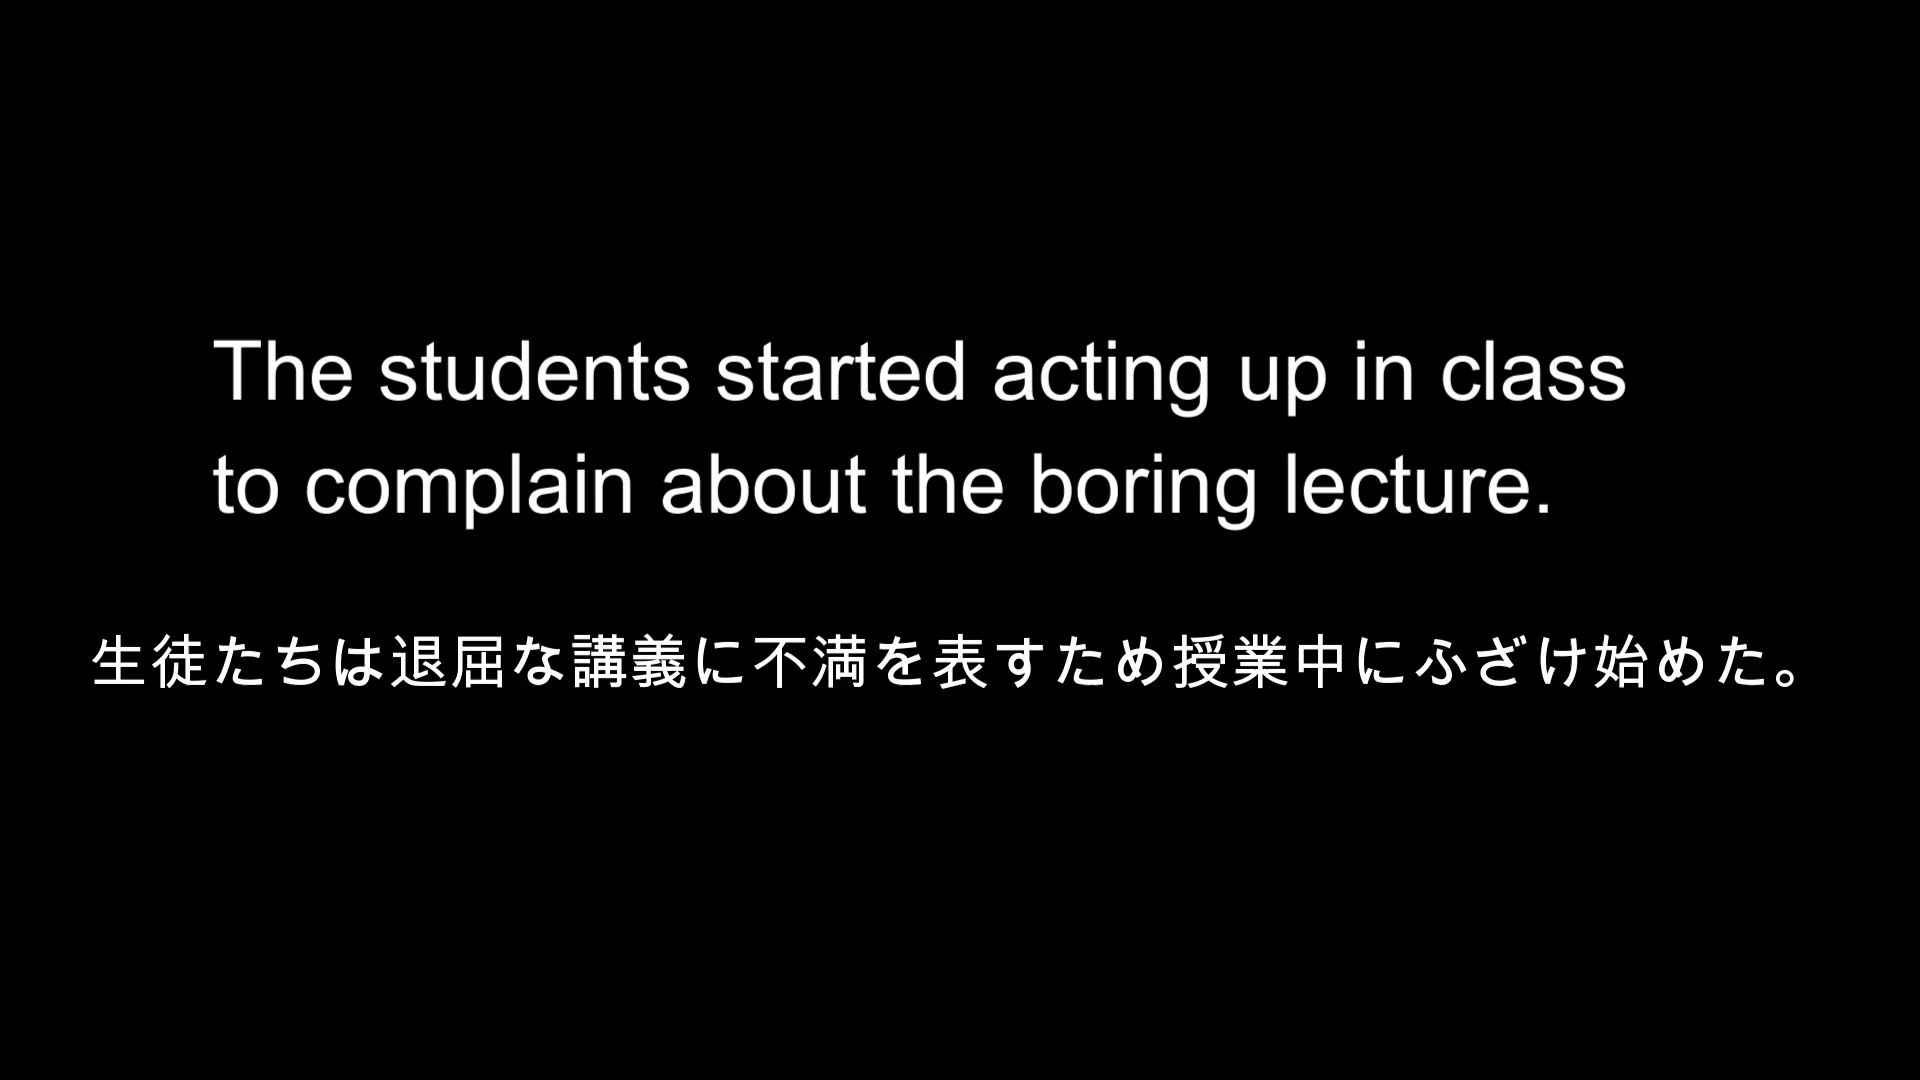 The students started acting up in class
to complain about the boring lecture.
生徒たちは退屈な講義に不満を表すため授業中にふざけ始めた。